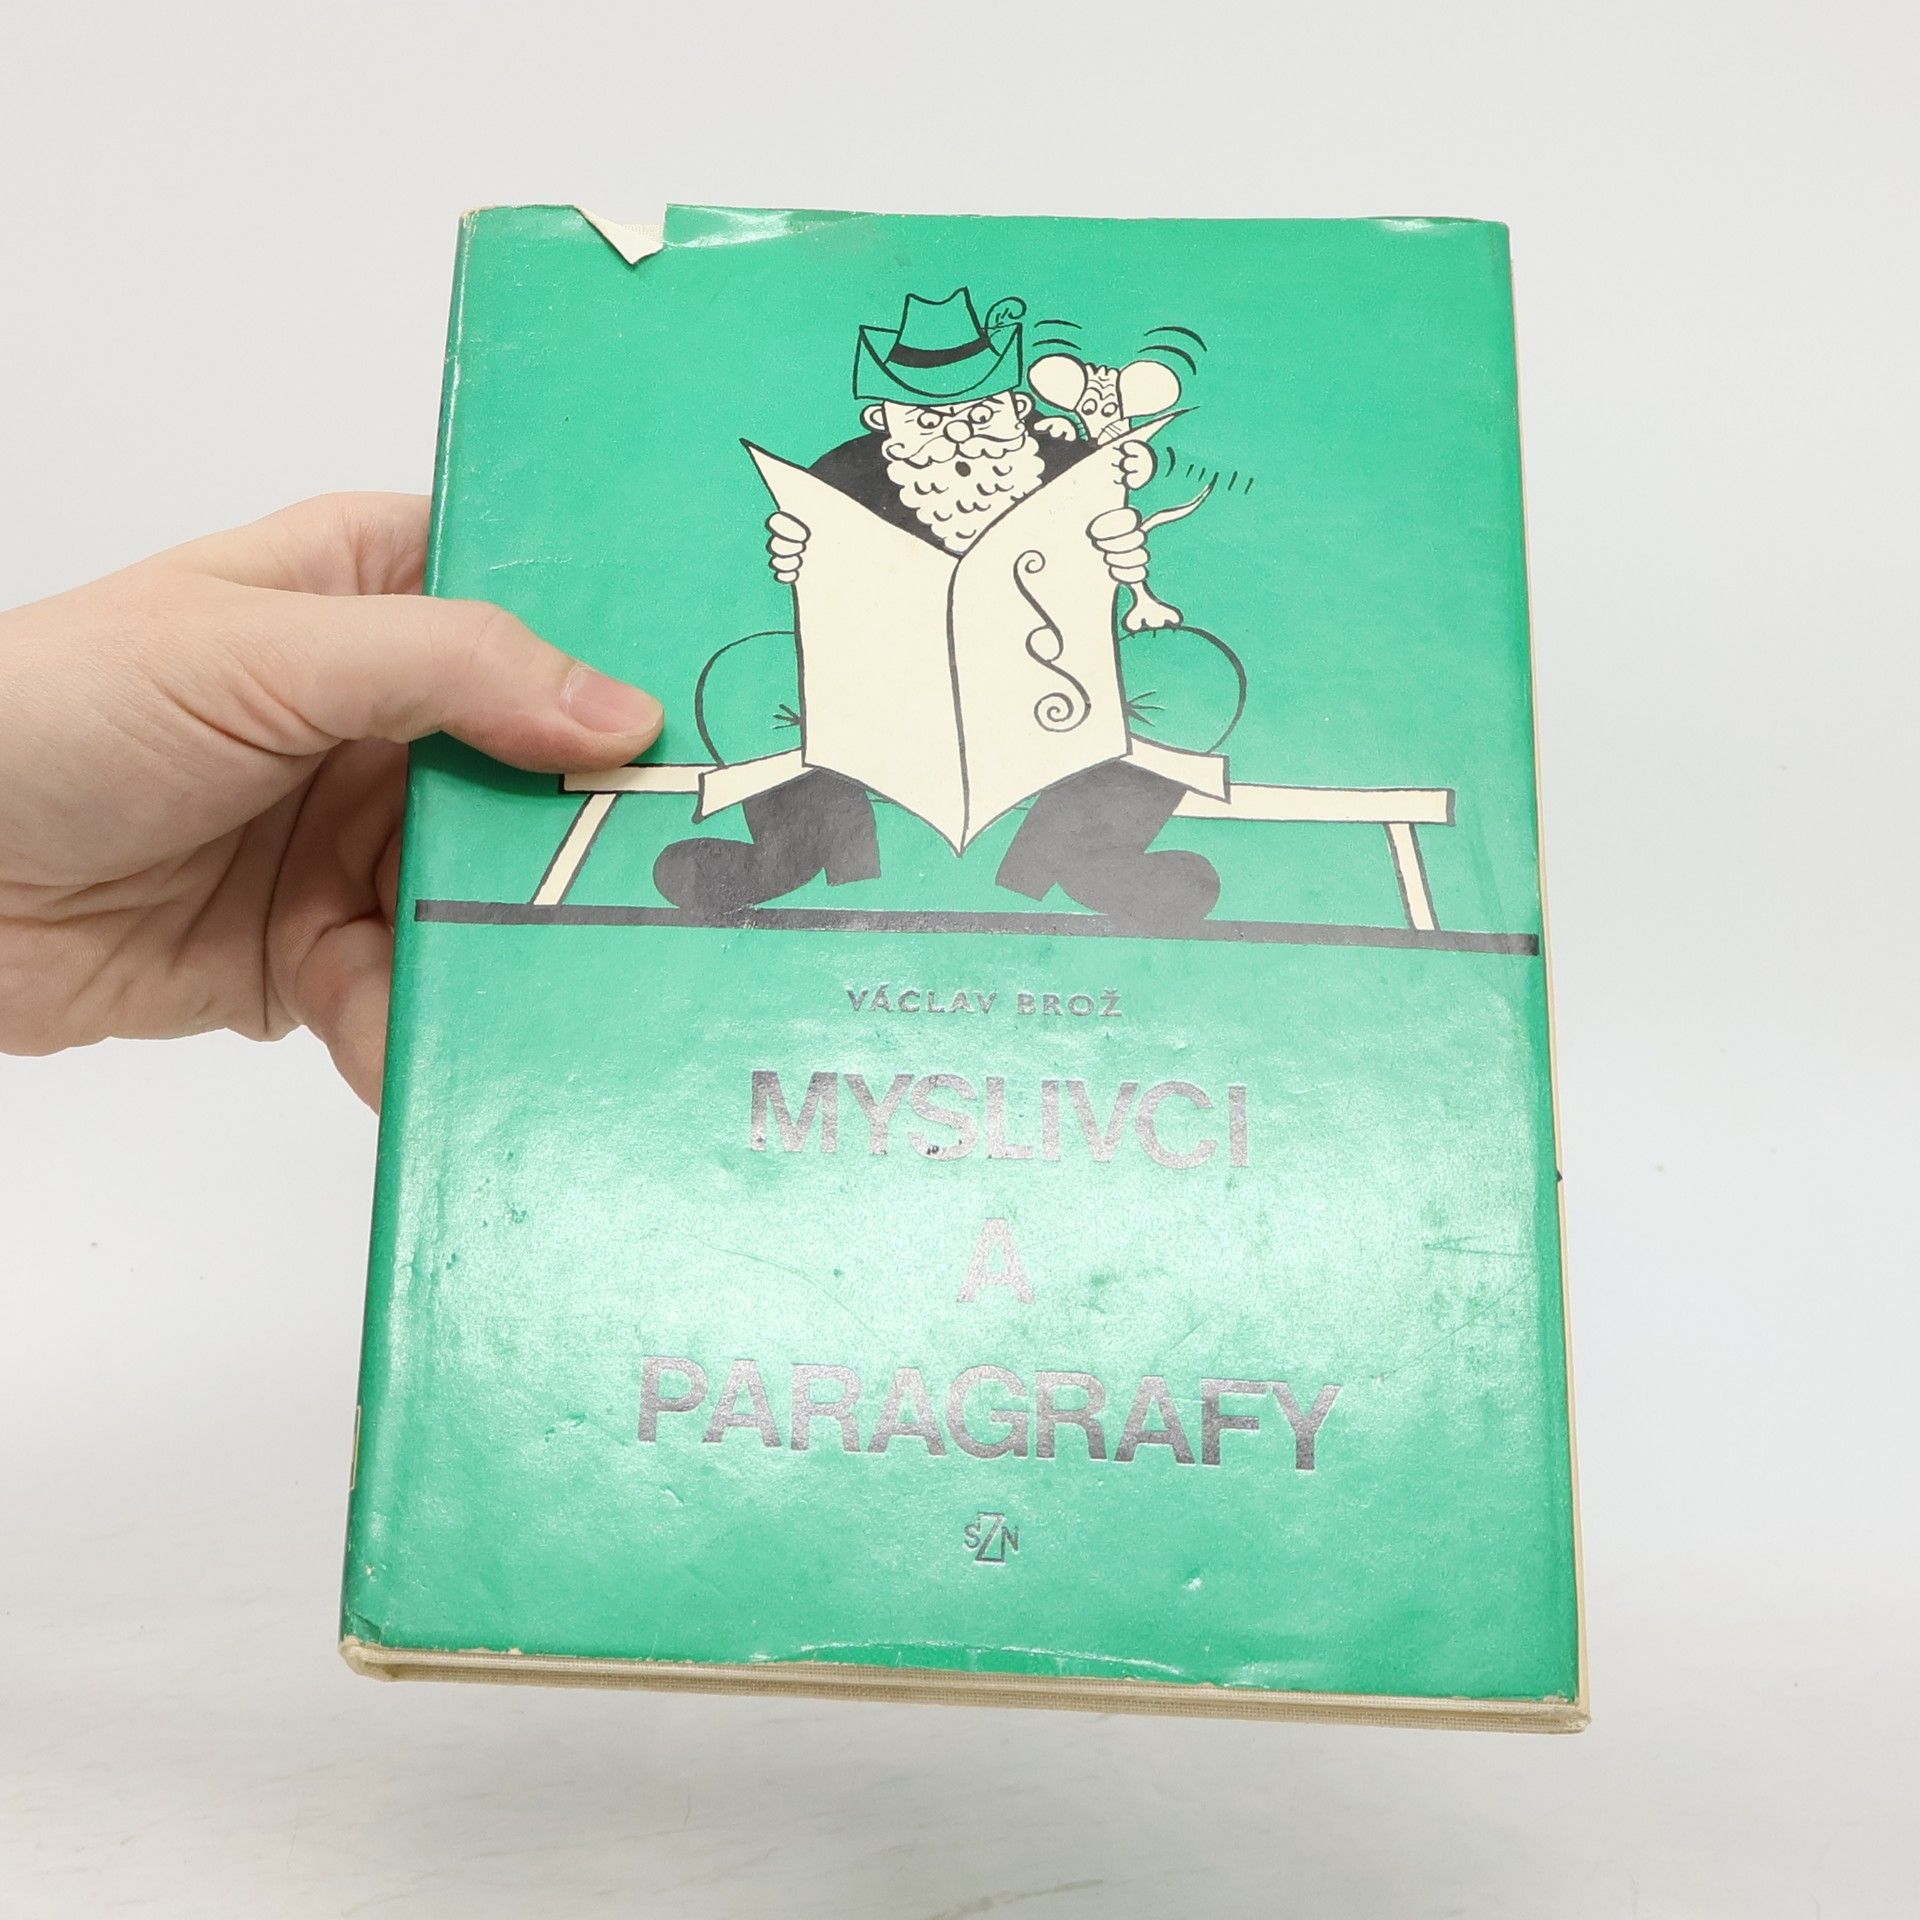 §
VÁCLAV BROŽ
MYSLIVCI
A
PARAGRAFY
SZN